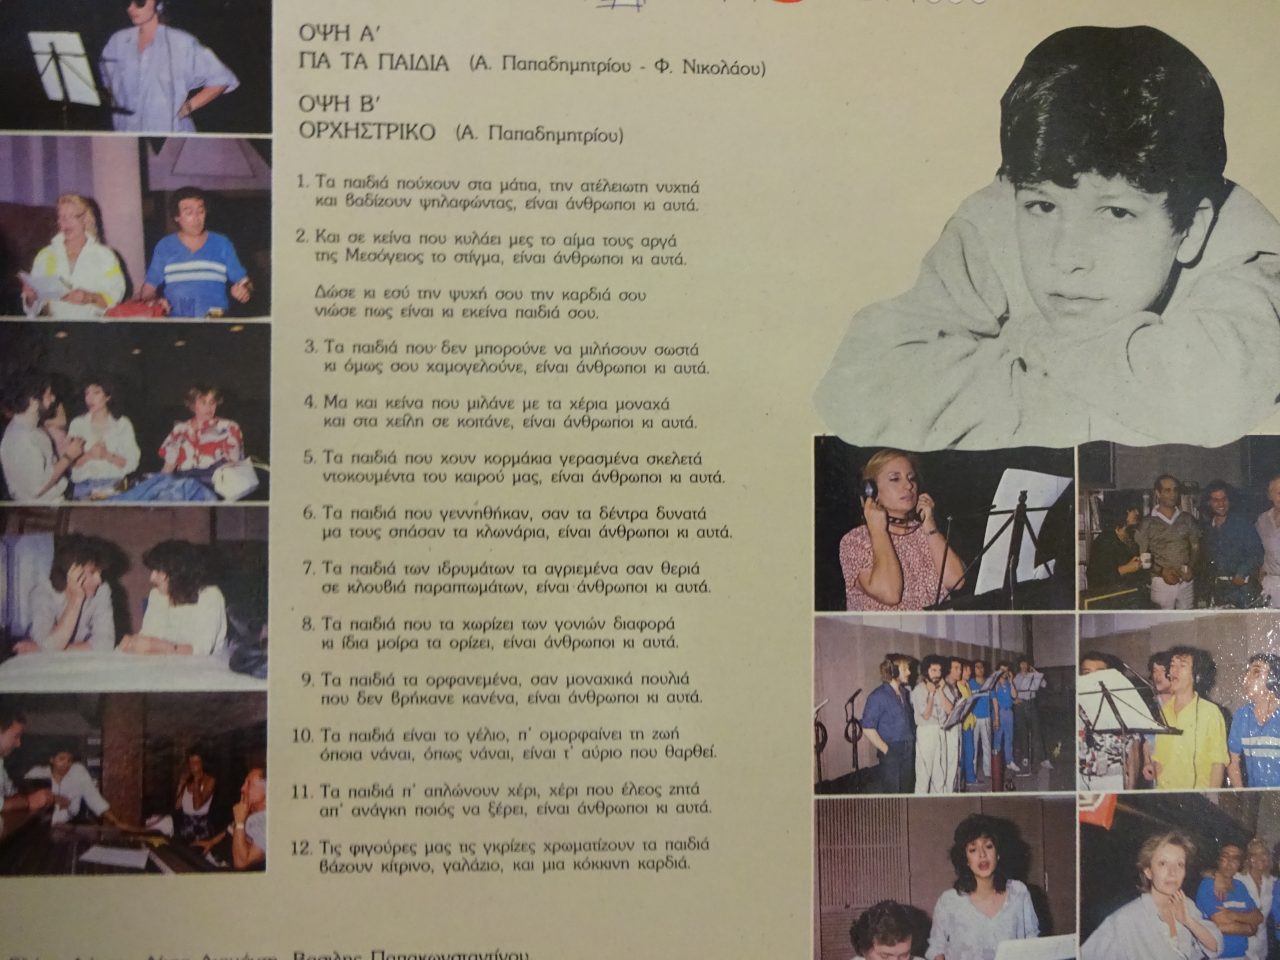 ΟΨΗ Α'
ΓΙΑ ΤΑ ΠΑΙΔΙΑ (Α. Παπαδημητρίου - Φ. Νικολάου)
ΟΨΗ Β'
ΟΡΧΗΣΤΡΙΚΟ (Α. Παπαδημητρίου)
1. Τα παιδιά πούχουν στα μάτια, την ατέλειωτη νυχτιά
και βαδίζουν ψηλαφώντας, είναι άνθρωποι κι αυτά.
2. Και σε κείνα που κυλάει μες το αίμα τους αργά
της Μεσόγειος το στίγμα, είναι άνθρωποι κι αυτά.
Δώσε κι εσύ την ψυχή σου την καρδιά σου
νιώσε πως είναι κι εκείνα παιδιά σου.
3. Τα παιδιά που δεν μπορούνε να μιλήσουν σωστά
κι όμως σου χαμογελούνε, είναι άνθρωποι κι αυτά.
4. Μα και κείνα που μιλάνε με τα χέρια μοναχά
και στα χείλη σε κοιτάνε, είναι άνθρωποι κι αυτά.
5. Τα παιδιά που χουν κορμάκια γερασμένα σκελετά
ντοκουμέντα του καιρού μας, είναι άνθρωποι κι αυτά.
6. Τα παιδιά που γεννηθήκαν, σαν τα δέντρα δυνατά
μα τους σπάσαν τα κλωνάρια, είναι άνθρωποι κι αυτά.
7. Τα παιδιά των ιδρυμάτων τα αγριεμένα σαν θεριά
σε κλουβιά παραπτωμάτων, είναι άνθρωποι κι αυτά.
8. Τα παιδιά που τα χωρίζει των γονιών διαφορά
κι ίδια μοίρα τα ορίζει, είναι άνθρωποι κι αυτά.
9. Τα παιδιά τα ορφανεμένα, σαν μοναχικά πουλιά
που δεν βρήκανε κανένα, είναι άνθρωποι κι αυτά.
10. Τα παιδιά είναι το γέλιο, π' ομορφαίνει τη ζωή
όποια νάναι, όπως νάναι, είναι τ' αύριο που θαρθεί.
11. Τα παιδιά π' απλώνουν χέρι, χέρι που έλεος ζητά
απ' ανάγκη ποιός να ξέρει, είναι άνθρωποι κι αυτά.
12. Τις φιγούρες μας τις γκρίζες χρωματίζουν τα παιδιά
βάζουν κίτρινο, γαλάζιο, και μια κόκκινη καρδιά.
Βασίλης Παπακωνσταντίνου